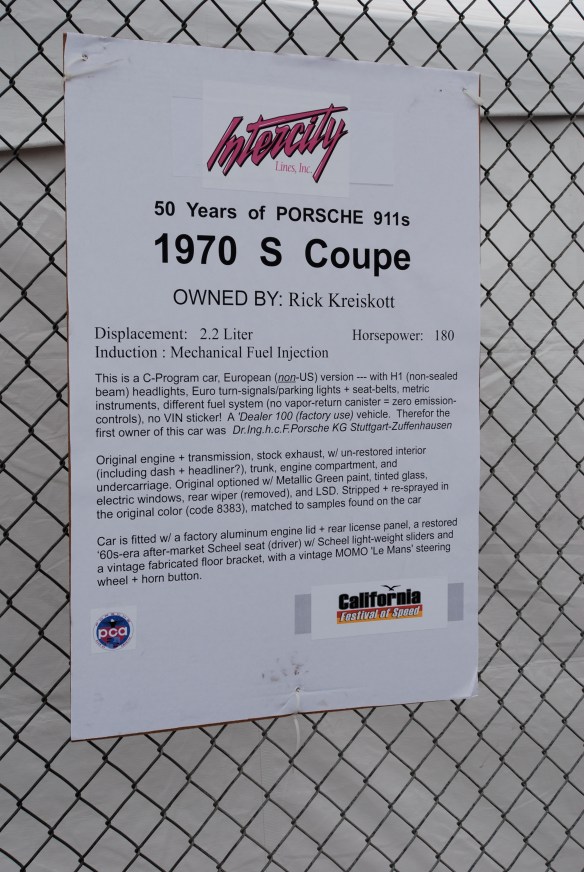 Intercity
Lines, Inc.
50 Years of PORSCHE 911s
1970 S Coupe
OWNED BY: Rick Kreiskott
Displacement: 2.2 Liter Horsepower: 180
Induction : Mechanical Fuel Injection
This is a C-Program car, European (non-US) version --- with H1 (non-sealed
beam) headlights, Euro turn-signals/parking lights + seat-belts, metric
instruments, different fuel system (no vapor-return canister = zero emission-
controls), no VIN sticker! A 'Dealer 100 (factory use) vehicle. Therefor the
first owner of this car was Dr.Ing.h.c.F.Porsche KG Stuttgart-Zuffenhausen
Original engine + transmission, stock exhaust, w/ un-restored interior
(including dash + headliner?), trunk, engine compartment, and
undercarriage. Original optioned w/ Metallic Green paint, tinted glass,
electric windows, rear wiper (removed), and LSD. Stripped + re-sprayed in
the original color (code 8383), matched to samples found on the car
Car is fitted w/ a factory aluminum engine lid + rear license panel, a restored
'60s-era after-market Scheel seat (driver) w/ Scheel light-weight sliders and
a vintage fabricated floor bracket, with a vintage MOMO 'Le Mans' steering
wheel + horn button.
pca
California
Festival of Speed